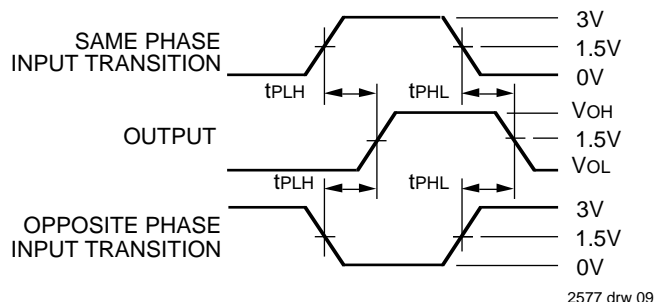 3V
SAME PHASE
INPUT TRANSITION
1.5V
0V
tPLH
tPHL
VOH
OUTPUT
1.5V
VOL
tPLH
tPHL
3V
OPPOSITE PHASE
INPUT TRANSITION
1.5V
0V
2577 drw 09